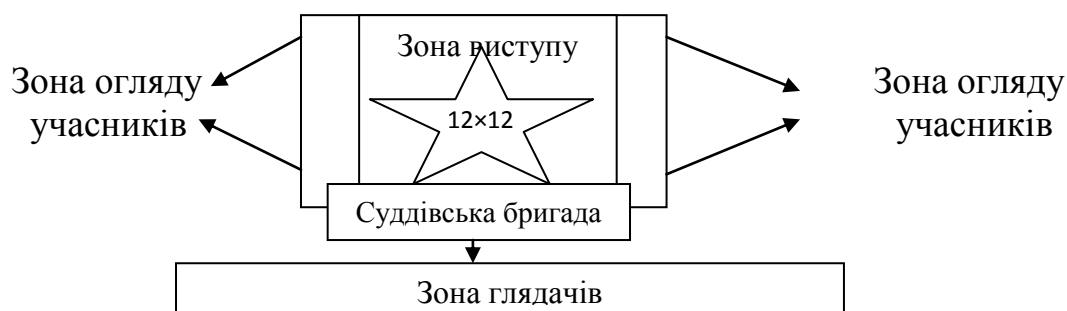 Зона виступу
Зона огляду
учасників
12×12
Зона огляду
учасників
Суддівська бригада
Зона глядачів